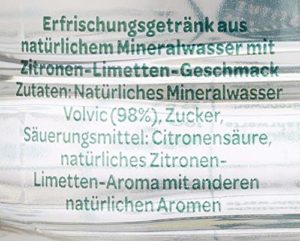 Erfrischungsgetränk aus
natürlichem Mineralwasser mit
Zitronen-Limetten-Geschmack
Zutaten: Natürliches Mineralwasser
Volvic (98%), Zucker,
Säuerungsmittel: Citronensäure,
natürliches Zitronen-
Limetten-Aroma mit anderen
natürlichen Aromen